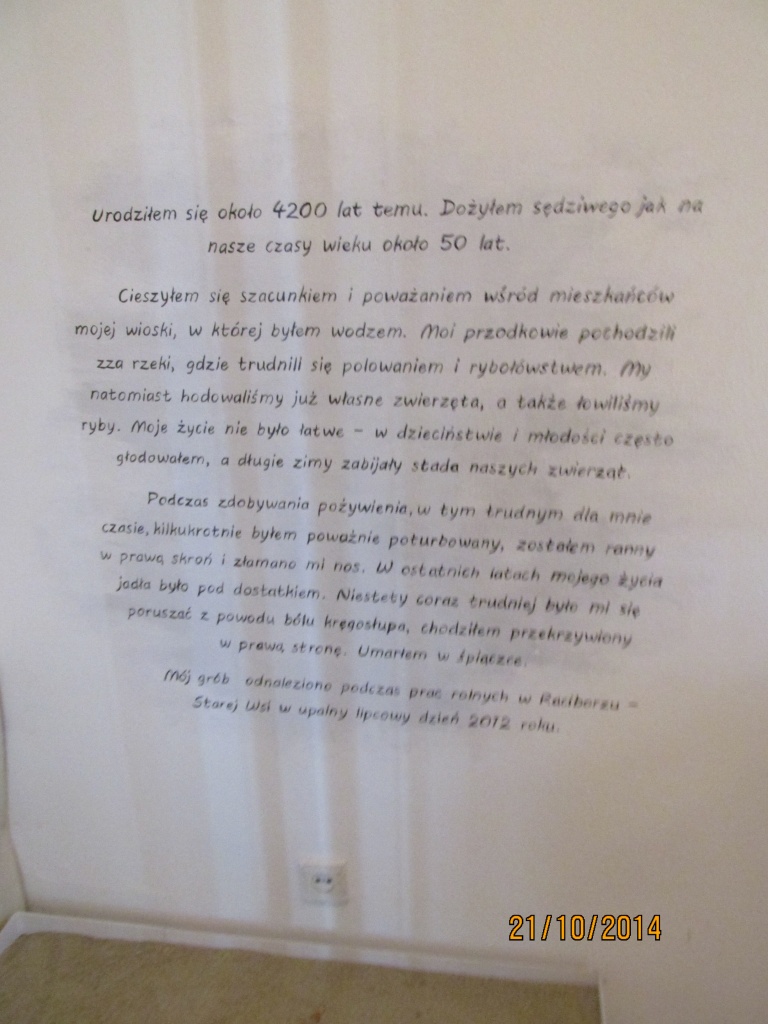 Urodziłem się około 4200 lat temu. Dożyłem sędziwego jak na
nasze czasy wieku około 50 lat.
Cieszyłem się szacunkiem i poważaniem wśród mieszkańców
mojej wioski, w której byłem wodzem. Moi przodkowie pochodzili
zza rzeki, gdzie trudnili się polowaniem i rybołówstwem. My
natomiast hodowaliśmy już własne zwierzęta, a także łowiliśmy
ryby. Moje życie nie było łatwe - w dzieciństwie i młodości często
głodowałem, a długie zimy zabijały stada naszych zwierząt.
Podczas zdobywania pożywienia, w tym trudnym dla mnie
czasie, kilkukrotnie byłem poważnie poturbowany, zostałem ranny
w prawą skroń i złamano mi nos. W ostatnich latach mojego życia
jadła było pod dostatkiem. Niestety coraz trudniej było mi się
poruszać z powodu bólu kręgosłupa, chodziłem przekrzywiony
w prawą stronę. Umarłem w śpiączce.
Mój grób odnaleziono podczas prac rolnych w Raciborzu -
Starej Wsi w upalny lipcowy dzień 2012 roku.
21/10/2014